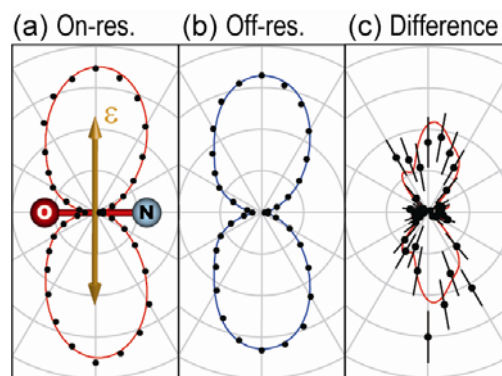 (a) On-res.
(b) Off-res.
(c) Difference
ε
O
N